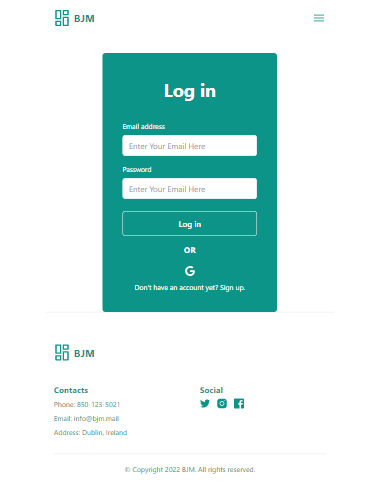 BJM
Log in
Email address
Enter Your Email Here
Password
Enter Your Email Here
Log in
OR
G
Don't have an account yet? Sign up.
BJM
Contacts
Social
Phone: 850-123-5021
Email: info@bjm.mail
Address: Dublin, Ireland
© Copyright 2022 BJM. All rights reserved.